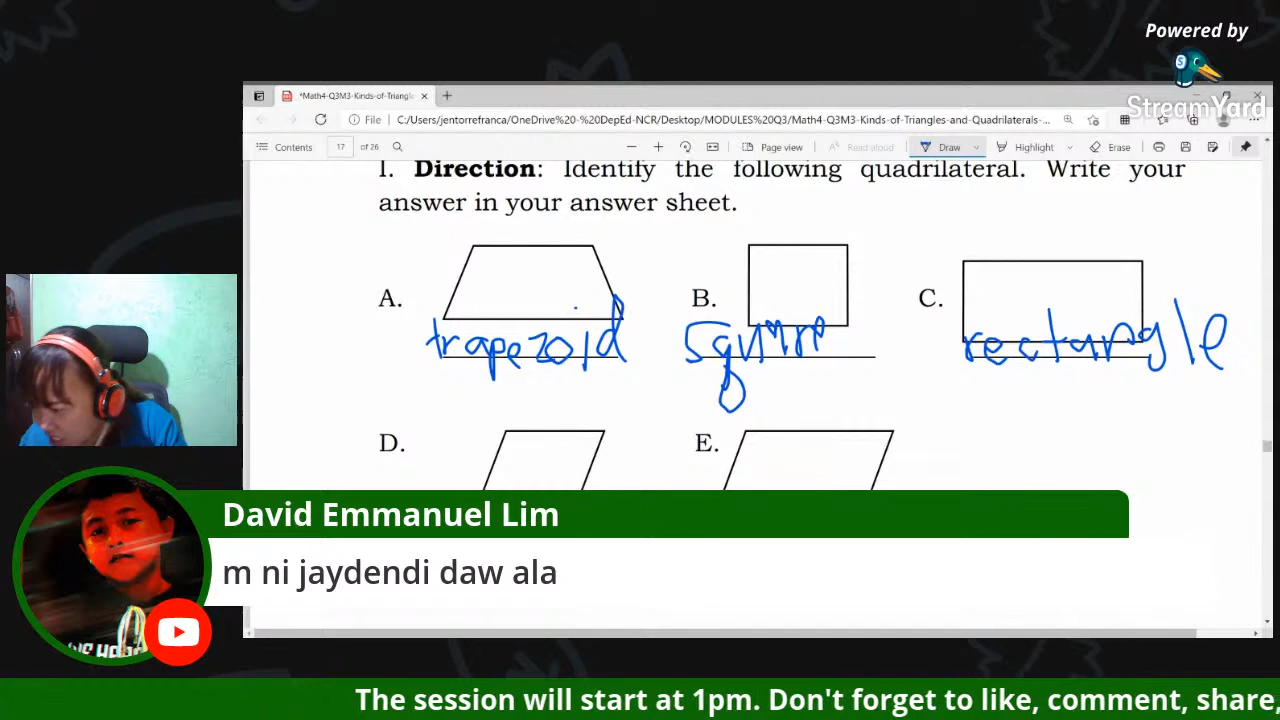 Powered by
StreamYard
*Math4-Q3M3-Kinds-of-Triangle
File C:/Users/jentorrefranca/OneDrive%20-%20DepEd-NCR/Desktop/MODULES%20Q3/Math4-Q3M3-Kinds-of-Triangles-and-Quadrilaterals-...
Contents 17 of 26 Page view Read aloud Draw Highlight Erase
I. Direction: Identify the following quadrilateral. Write your
answer in your answer sheet.
A. B. C.
trapezoid rectangle
D. E.
David Emmanuel Lim
m ni jaydendi daw ala
The session will start at 1pm. Don't forget to like, comment, share,